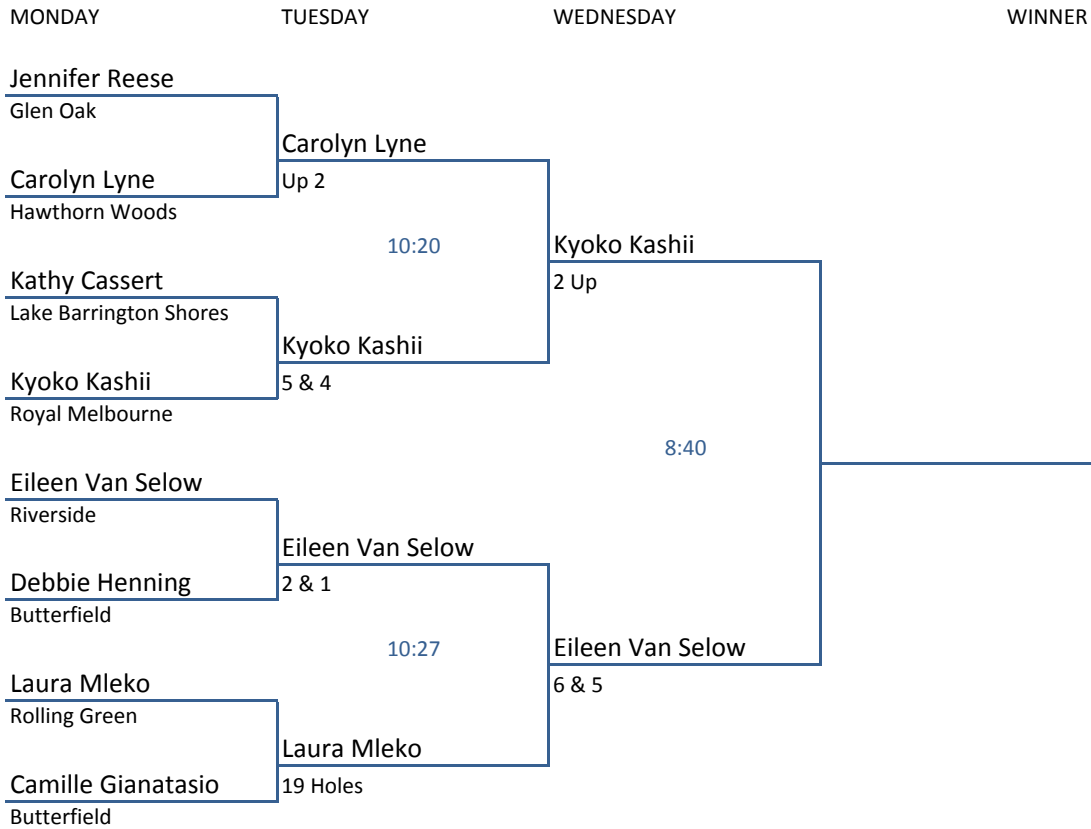 MONDAY TUESDAY WEDNESDAY WINNER
Jennifer Reese
Glen Oak
Carolyn Lyne
Carolyn Lyne
Up 2
Hawthorn Woods
10:20
Kyoko Kashii
Kathy Cassert
2 Up
Lake Barrington Shores
Kyoko Kashii
Kyoko Kashii
5 & 4
Royal Melbourne
8:40
Eileen Van Selow
Riverside
Eileen Van Selow
Debbie Henning
2 & 1
Butterfield
10:27
Eileen Van Selow
Laura Mleko
6 & 5
Rolling Green
Laura Mleko
Camille Gianatasio
19 Holes
Butterfield